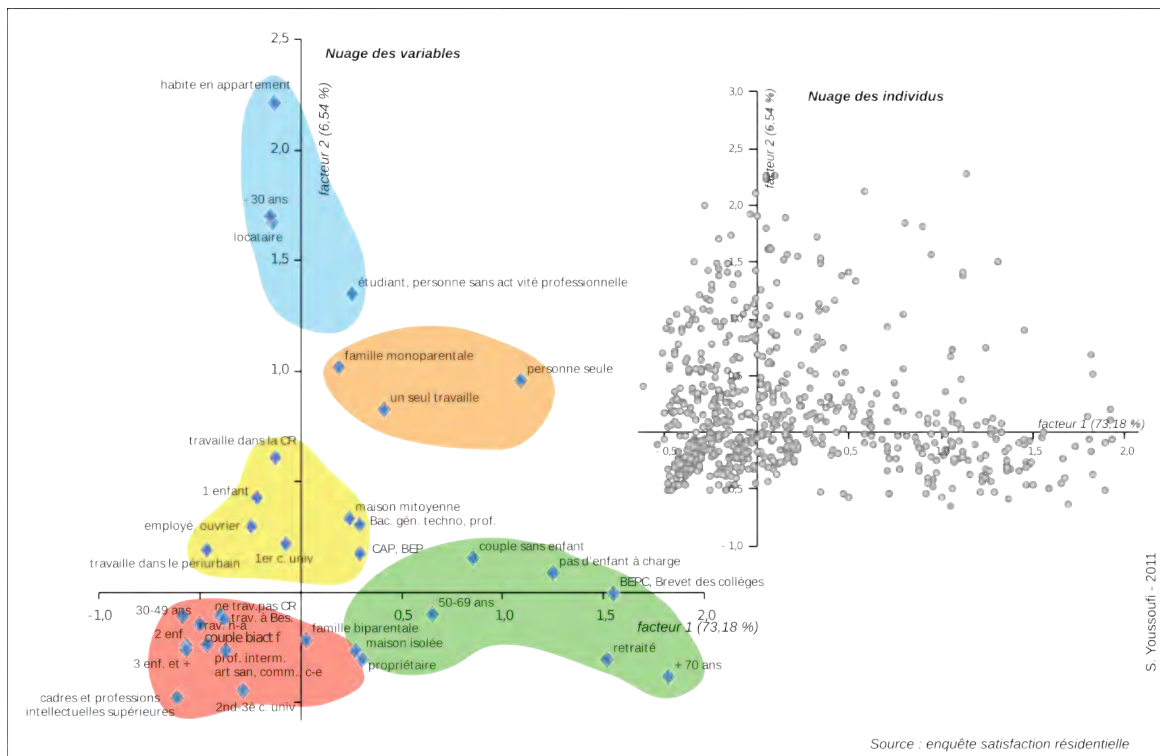 2,5
Nuage des variables
habite en appartement
facteur 2 (6,54 %)
2,0
- 30 ans
locataire
1,5
étudiant, personne sans act vité professionnelle
famille monoparentale
1,0
personne seule
un seul travaille
travaille dans la CR
1 enfant
maison mitoyenne
employé, ouvrier
Bac. gén. techno, prof.
1er c. univ
CAP, BEP
travaille dans le périurbain
couple sans enfant
pas d'enfant à charge
BEPC, Brevet des collèges
-1,0
30-49 ans
ne trav.pas CR
trav. à Bes.
trav. h-à
0,5
50-69 ans
1,0
1,5
2,0
2 enf.
couple biact f
famille biparentale
facteur 1 (73,18 %)
maison isolée
retraité
3 enf. et +
prof. interm.
propriétaire
+ 70 ans
art san, comm., c-e
cadres et professions
intellectuelles supérieures
2nd-3è c. univ
Nuage des individus
3,0
facteur 2 (6,54 %)
2,5
2,0
1,5
1,0
0,5
facteur 1 (73,18 %)
- 0,5
0,5
1,0
1,5
2,0
0,5
- 1,0
S. Youssoufi - 2011
Source : enquête satisfaction résidentielle